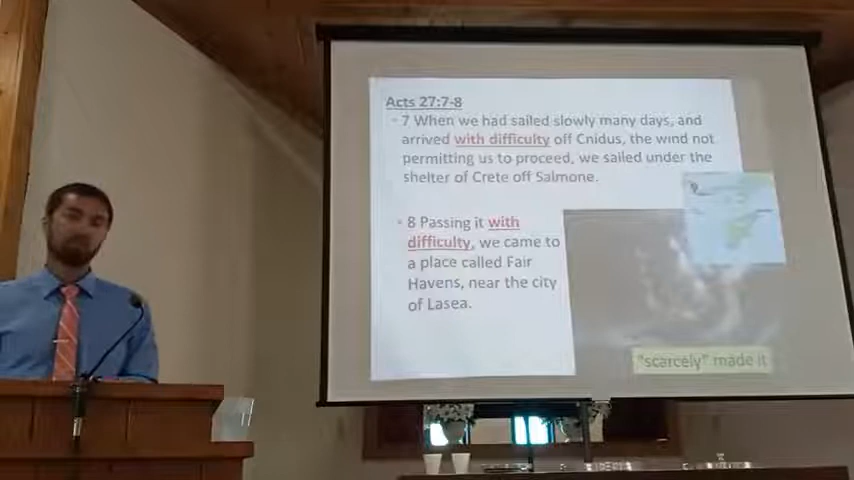 Acts 27:7-8
7 When we had sailed slowly many days, and
arrived with difficulty off Cnidus, the wind not
permitting us to proceed, we sailed under the
shelter of Crete off Salmone.
8 Passing it with
difficulty, we came to
a place called Fair
Havens, near the city
of Lasea.
"scarcely" made it